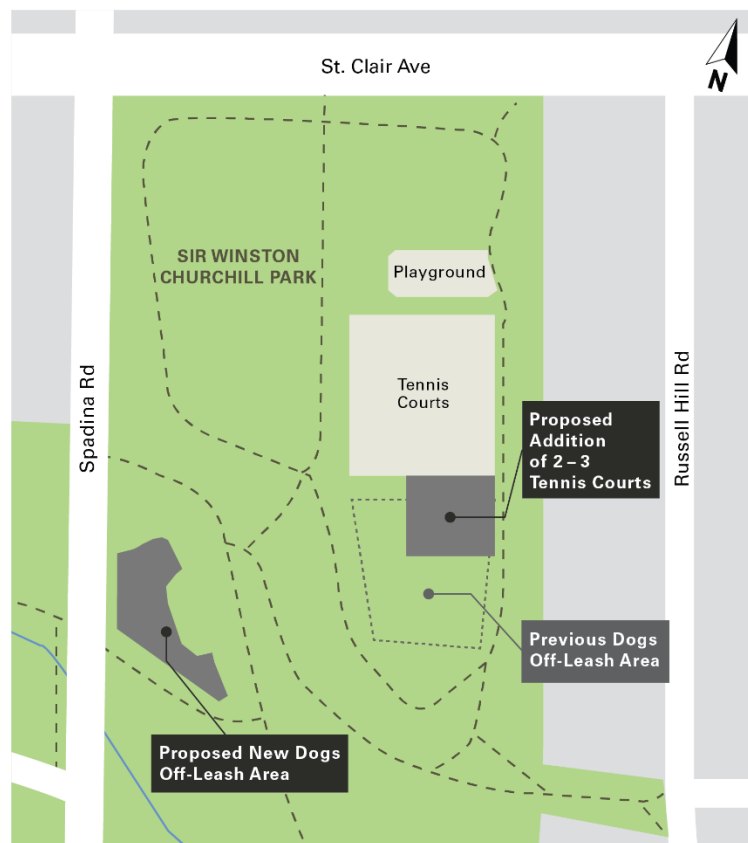 St. Clair Ave
N
SIR WINSTON
CHURCHILL PARK
Playground
Tennis
Courts
Spadina Rd
Russell Hill Rd
Proposed
Addition
of 2 – 3
Tennis Courts
Previous Dogs
Off-Leash Area
Proposed New Dogs
Off-Leash Area